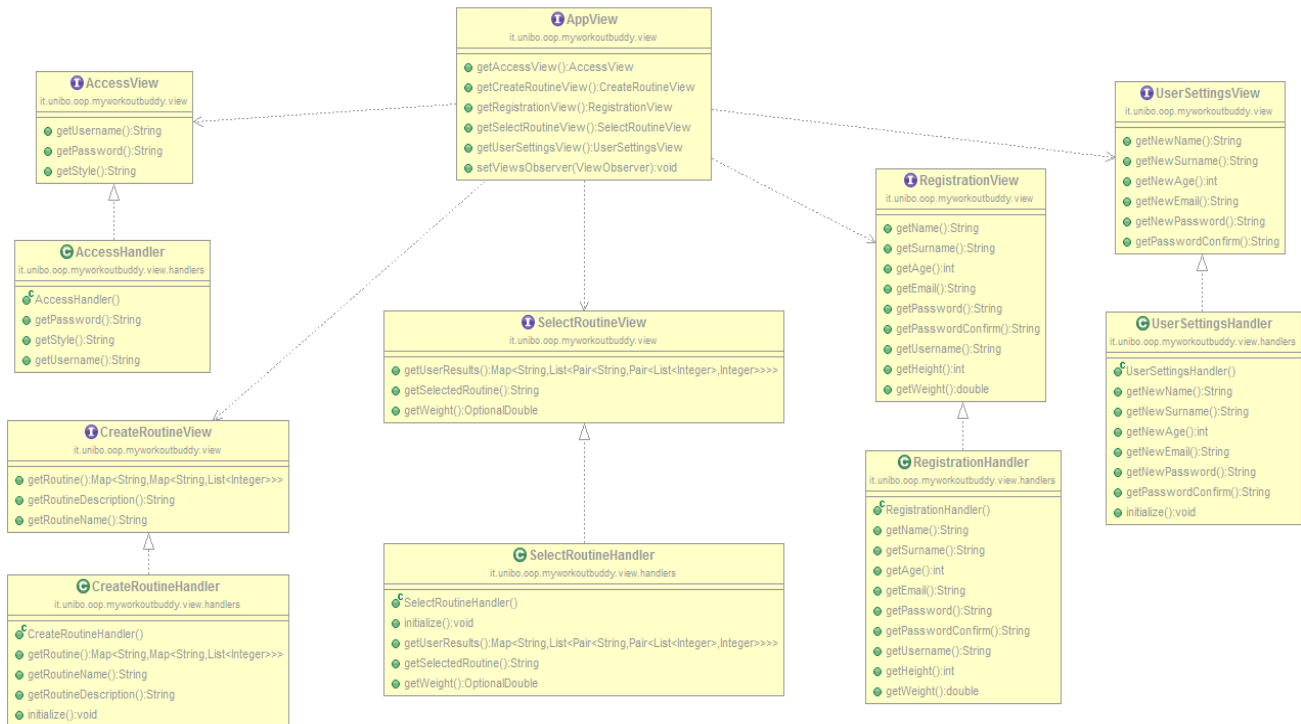 AppView
it.unibo.oop.myworkoutbuddy.view
getAccessView():AccessView
getCreateRoutineView():CreateRoutineView
getRegistrationView():RegistrationView
getSelectRoutineView():SelectRoutineView
getUserSettingsView():UserSettingsView
setViewsObserver(ViewObserver):void
AccessView
it.unibo.oop.myworkoutbuddy.view
getUsername():String
getPassword():String
getStyle():String
AccessHandler
it.unibo.oop.myworkoutbuddy.view.handlers
AccessHandler()
getPassword():String
getStyle():String
getUsername():String
UserSettingsView
it.unibo.oop.myworkoutbuddy.view
getNewName():String
getNewSurname():String
getNewAge():int
getNewEmail():String
getNewPassword():String
getPasswordConfirm():String
RegistrationView
it.unibo.oop.myworkoutbuddy.view
getName():String
getSurname():String
getAge():int
getEmail():String
getPassword():String
getPasswordConfirm():String
getUsername():String
getHeight():int
getWeight():double
SelectRoutineView
it.unibo.oop.myworkoutbuddy.view
getUserResults():Map<String,List<Pair<String,Pair<List<Integer>,Integer>>>>
getSelectedRoutine():String
getWeight():OptionalDouble
UserSettingsHandler
it.unibo.oop.myworkoutbuddy.view.handlers
UserSettingsHandler()
getNewName():String
getNewSurname():String
getNewAge():int
getNewEmail():String
getNewPassword():String
getPasswordConfirm():String
initialize():void
CreateRoutineView
it.unibo.oop.myworkoutbuddy.view
getRoutine():Map<String,Map<String,List<Integer>>>
getRoutineDescription():String
getRoutineName():String
RegistrationHandler
it.unibo.oop.myworkoutbuddy.view.handlers
RegistrationHandler()
getName():String
getSurname():String
getAge():int
getEmail():String
getPassword():String
getPasswordConfirm():String
getUsername():String
getHeight():int
getWeight():double
SelectRoutineHandler
it.unibo.oop.myworkoutbuddy.view.handlers
SelectRoutineHandler()
initialize():void
getUserResults():Map<String,List<Pair<String,Pair<List<Integer>,Integer>>>>
getSelectedRoutine():String
getWeight():OptionalDouble
CreateRoutineHandler
it.unibo.oop.myworkoutbuddy.view.handlers
CreateRoutineHandler()
getRoutine():Map<String,Map<String,List<Integer>>>
getRoutineName():String
getRoutineDescription():String
initialize():void